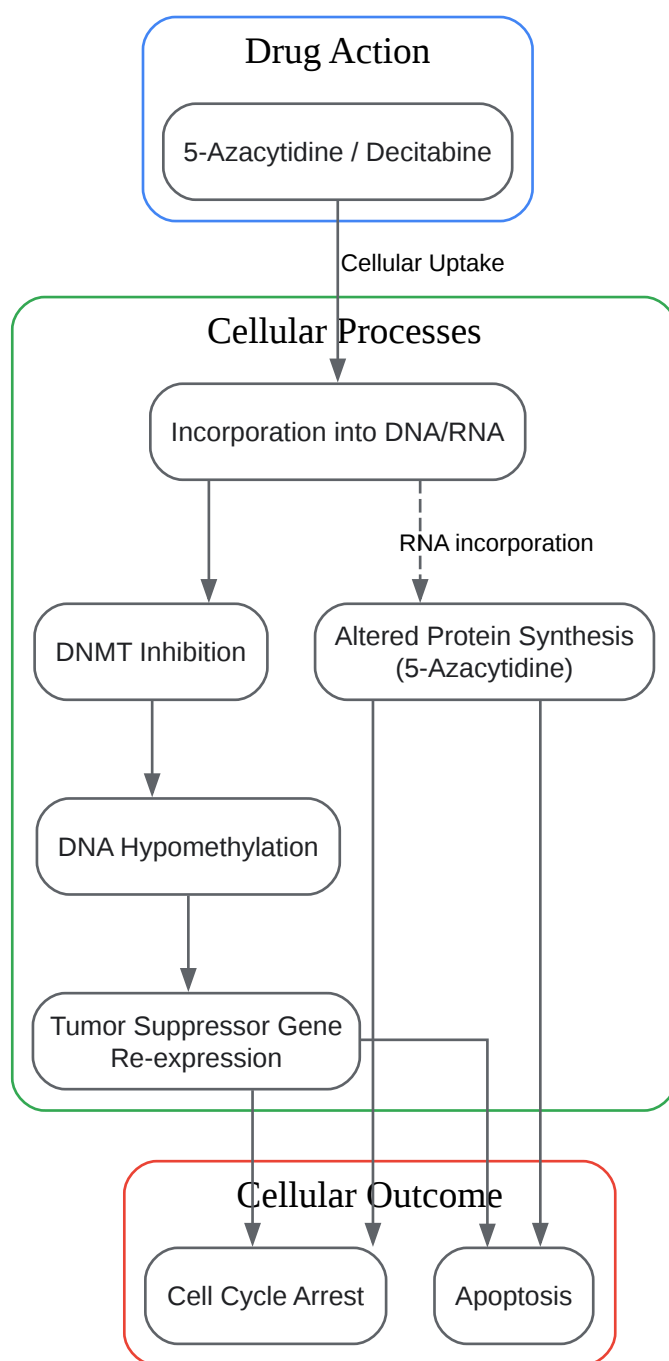 Drug Action
5-Azacytidine / Decitabine
Cellular Uptake
Cellular Processes
Incorporation into DNA/RNA
RNA incorporation
DNMT Inhibition
Altered Protein Synthesis
(5-Azacytidine)
DNA Hypomethylation
Tumor Suppressor Gene
Re-expression
Cellular Outcome
Cell Cycle Arrest
Apoptosis